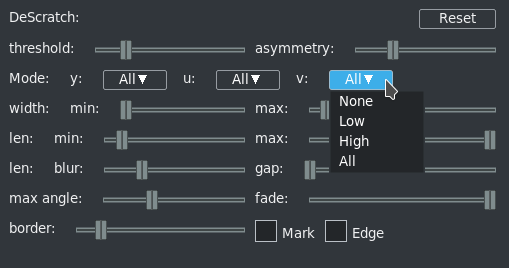 DeScratch: Reset
threshold: asymmetry:
Mode: y: All▼ u: All▼ v: All▼
None
width: min: max:
Low
len: min: max:
High
All
len: blur: gap:
max angle: fade:
border: Mark Edge